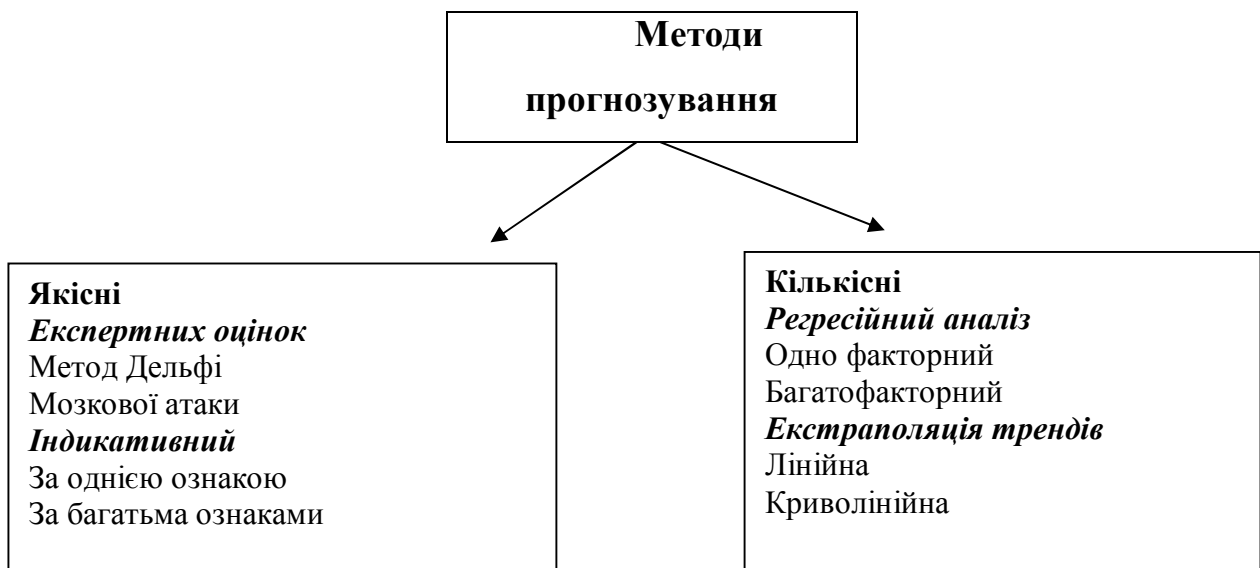 Методи
прогнозування
Якісні
Експертних оцінок
Метод Дельфі
Мозкової атаки
Індикативний
За однією ознакою
За багатьма ознаками
Кількісні
Регресійний аналіз
Одно факторний
Багатофакторний
Екстраполяція трендів
Лінійна
Криволінійна